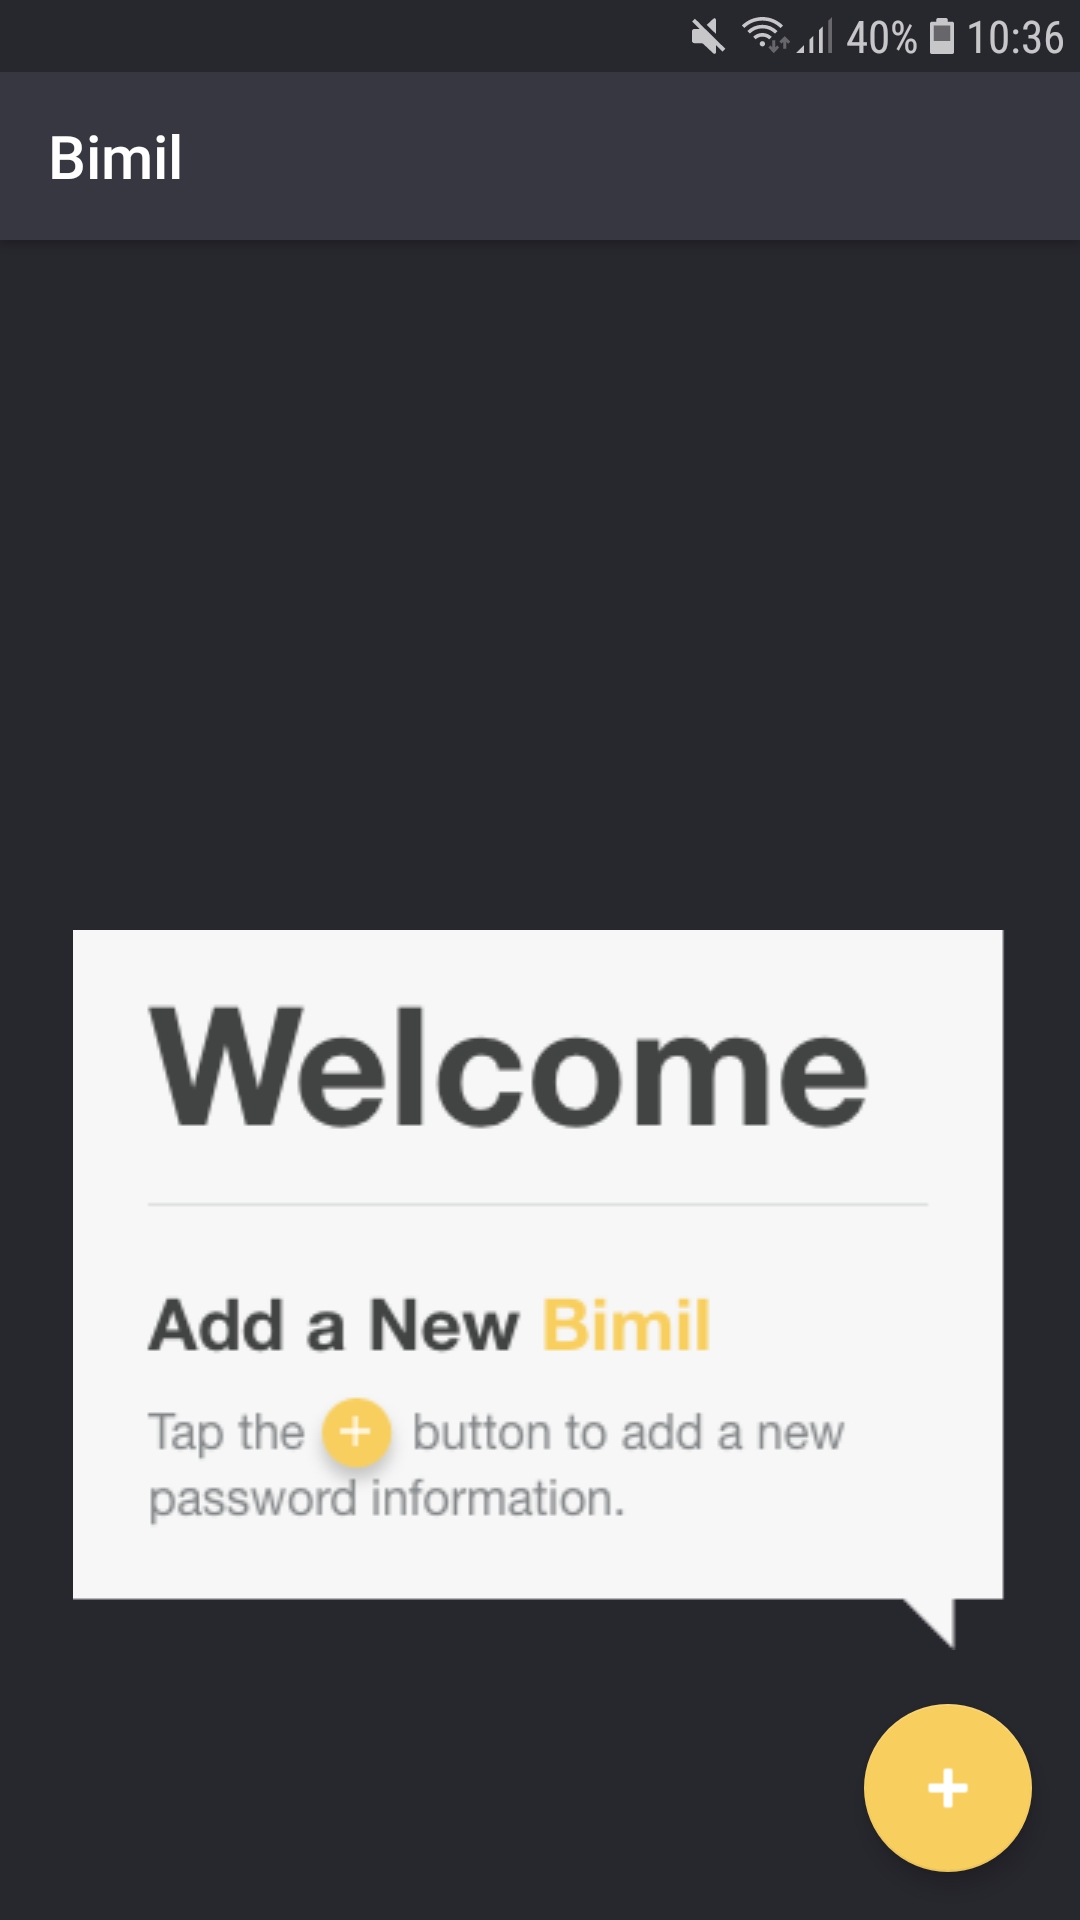 40% 10:36
Bimil
Welcome
Add a New Bimil
Tap the + button to add a new
password information.
+